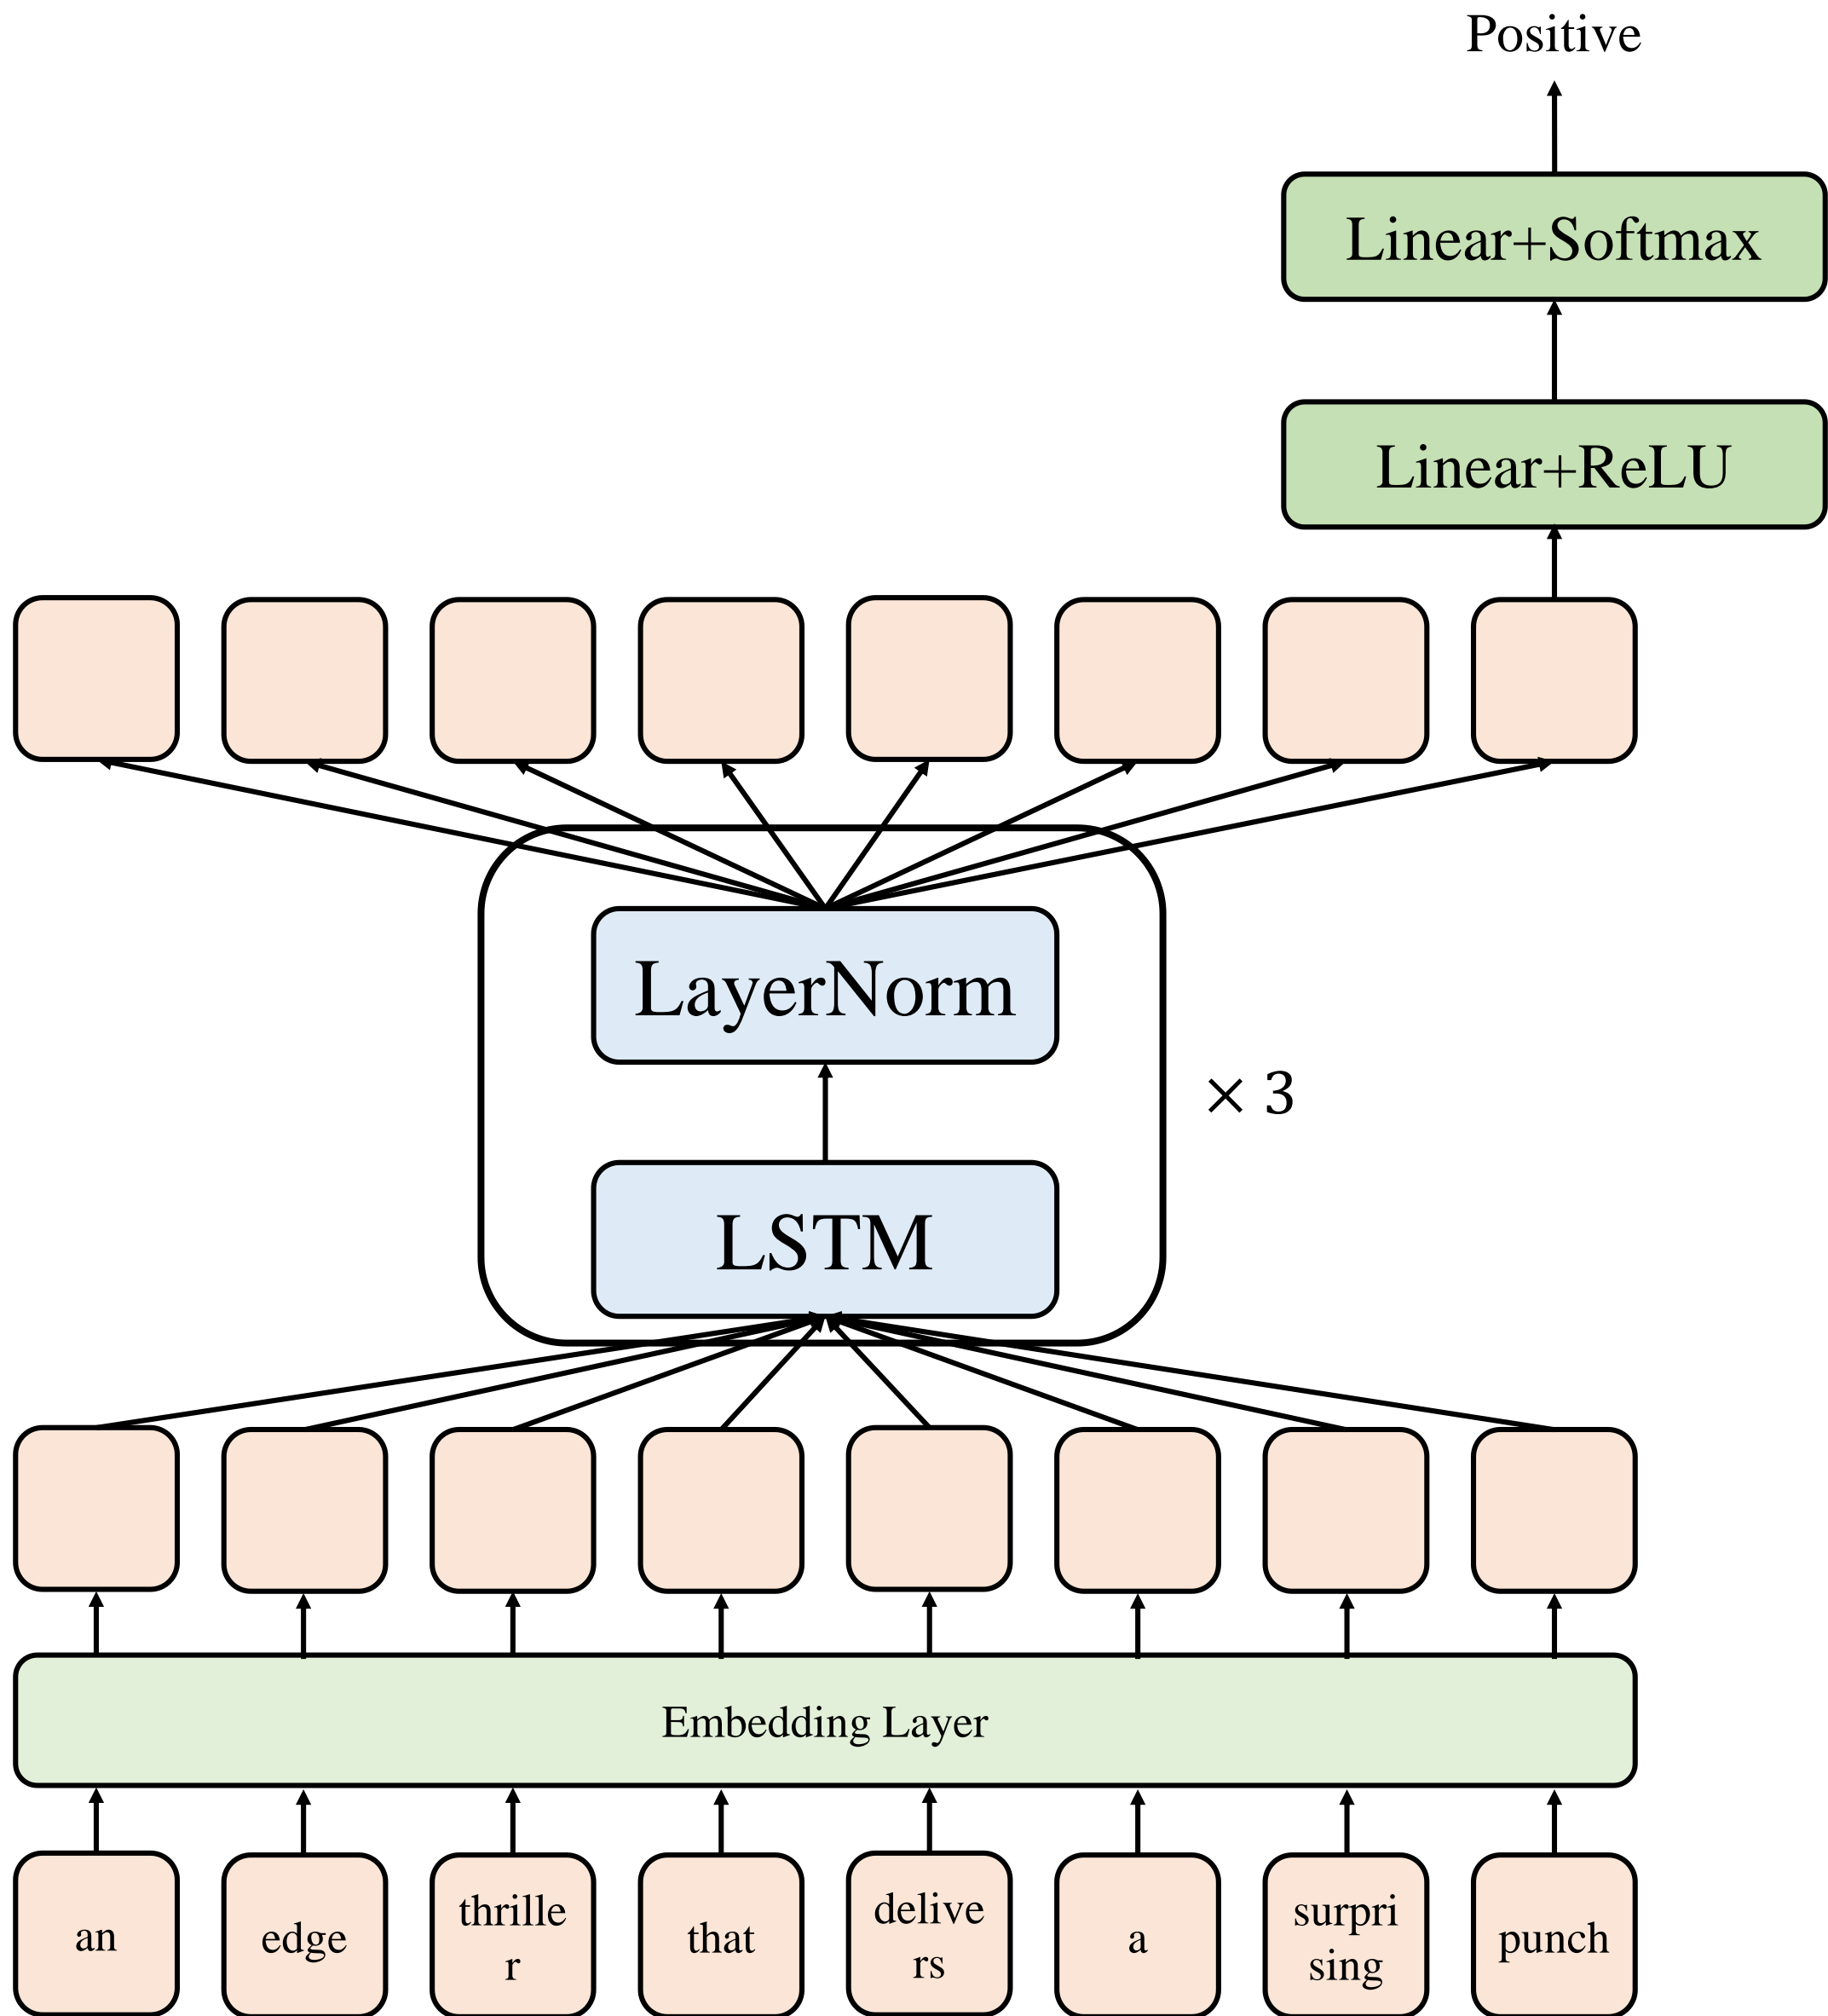 Positive
Linear+Softmax
Linear+ReLU
LayerNorm
× 3
LSTM
Embedding Layer
an
edge
thrille
r
that
delive
rs
a
surpri
sing
punch